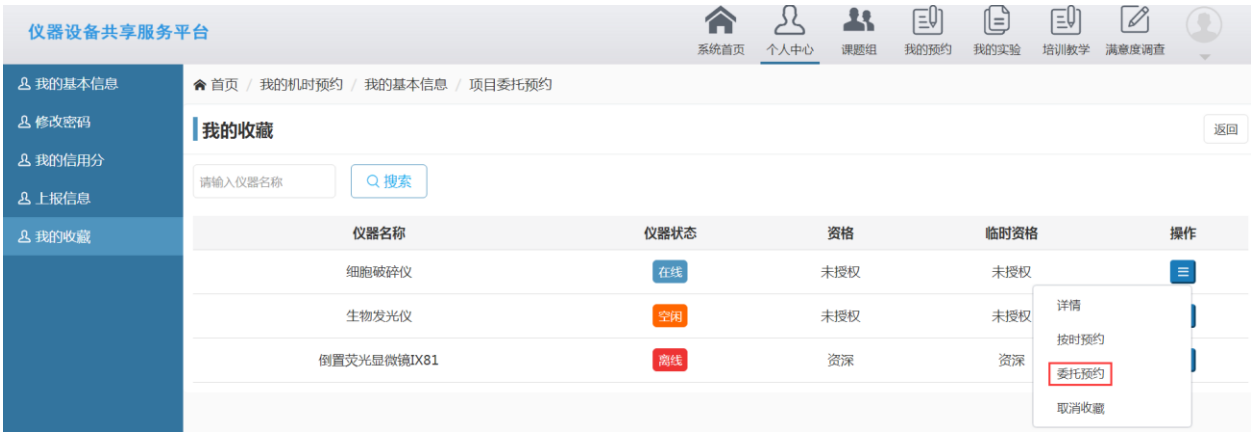 仪器设备共享服务平台
系统首页 个人中心 课题组 我的预约 我的实验 培训教学 满意度调查
我的基本信息
修改密码
我的信用分
上报信息
我的收藏
首页 / 我的机时预约 / 我的基本信息 / 项目委托预约
我的收藏
返回
请输入仪器名称 搜索
仪器名称 仪器状态 资格 临时资格 操作
细胞破碎仪 在线 未授权 未授权
生物发光仪 空闲 未授权 未授权
倒置荧光显微镜IX81 离线 资深 资深
详情
按时预约
委托预约
取消收藏